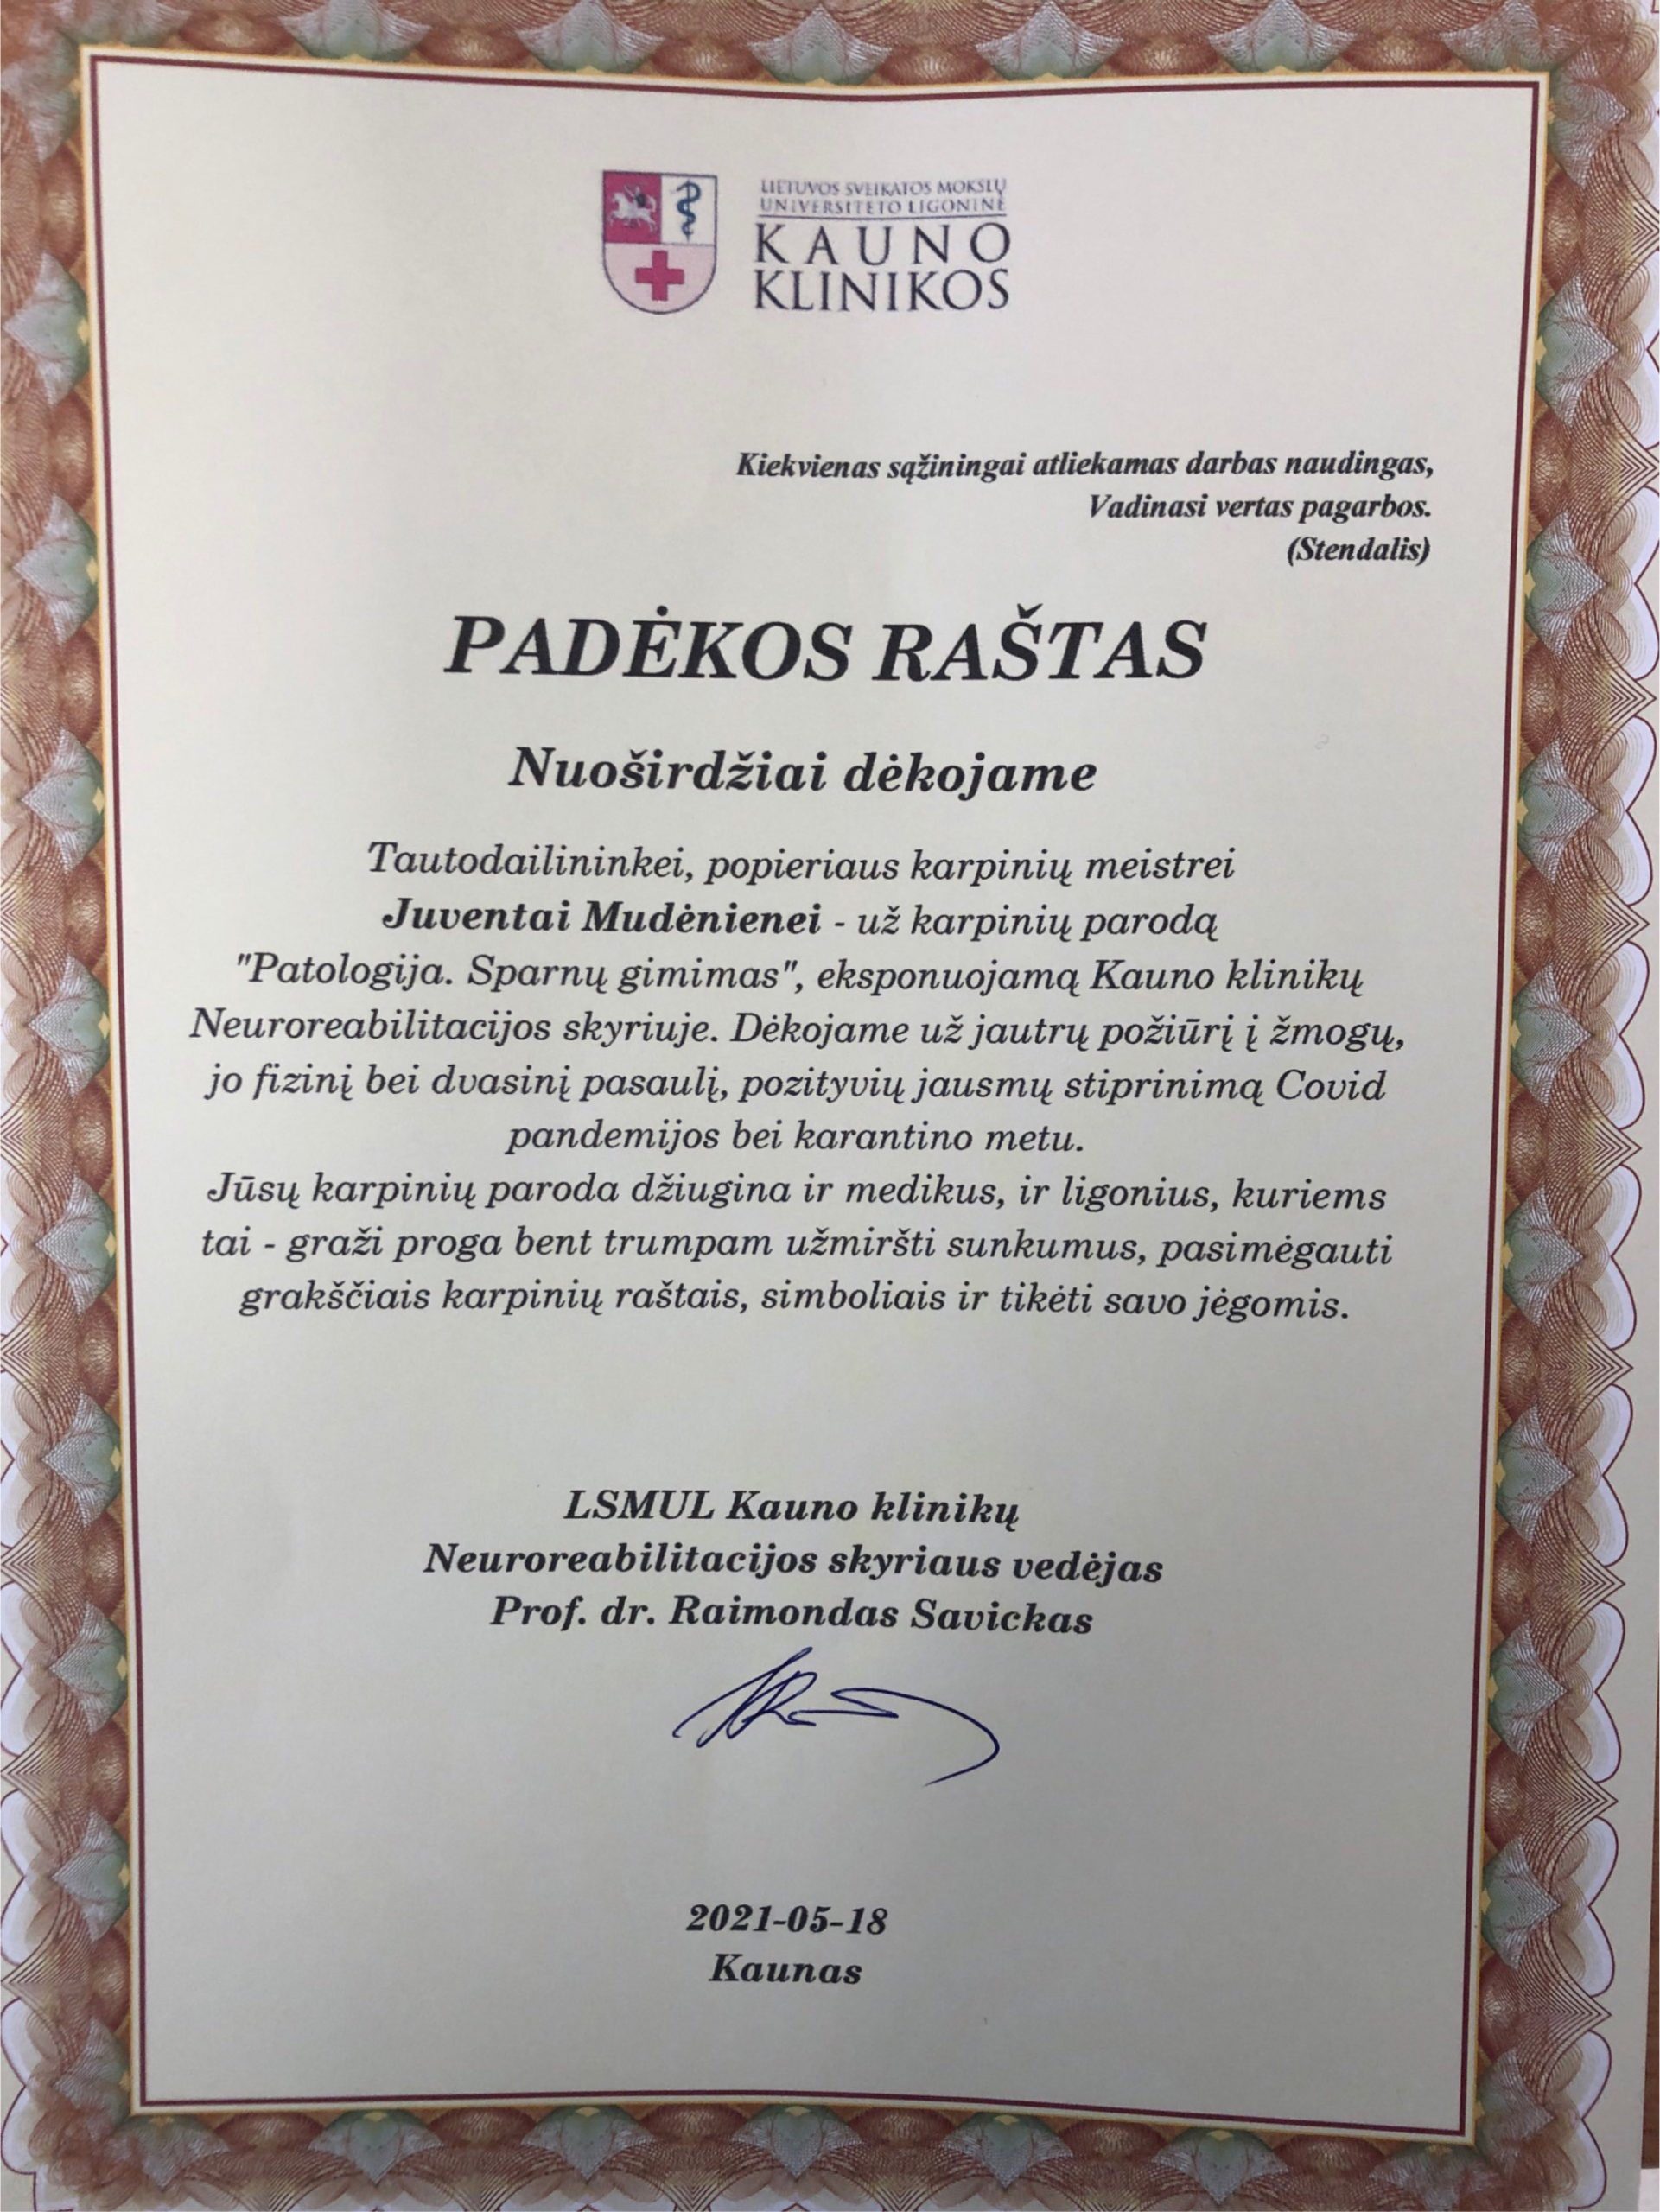 LIETUVOS SVEIKATOS MOKSLŲ
UNIVERSITETO LIGONINĖ
KAUNO
KLINIKOS
Kiekvienas sąžiningai atliekamas darbas naudingas,
Vadinasi vertas pagarbos.
(Stendalis)
PADĖKOS RAŠTAS
Nuoširdžiai dėkojame
Tautodailininkei, popieriaus karpinių meistrei
Juventai Mudėnienei - už karpinių parodą
"Patologija. Sparnų gimimas", eksponuojamą Kauno klinikų
Neuroreabilitacijos skyriuje. Dėkojame už jautrų požiūrį į žmogų,
jo fizinį bei dvasinį pasaulį, pozityvių jausmų stiprinimą Covid
pandemijos bei karantino metu.
Jūsų karpinių paroda džiugina ir medikus, ir ligonius, kuriems
tai - graži proga bent trumpam užmiršti sunkumus, pasimėgauti
grakščiais karpinių raštais, simboliais ir tikėti savo jėgomis.
LSMUL Kauno klinikų
Neuroreabilitacijos skyriaus vedėjas
Prof. dr. Raimondas Savickas
2021-05-18
Kaunas